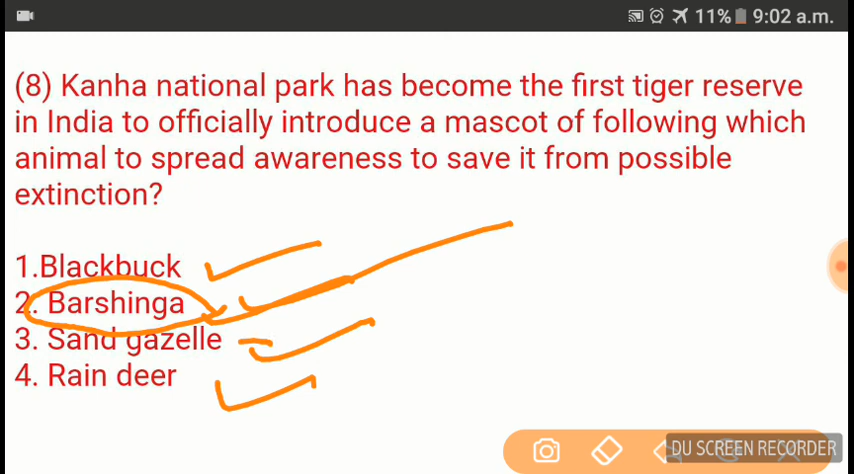 11% 9:02 a.m.
(8) Kanha national park has become the first tiger reserve
in India to officially introduce a mascot of following which
animal to spread awareness to save it from possible
extinction?
1.Blackbuck
2. Barshinga
3. Sand gazelle
4. Rain deer
DU SCREEN RECORDER